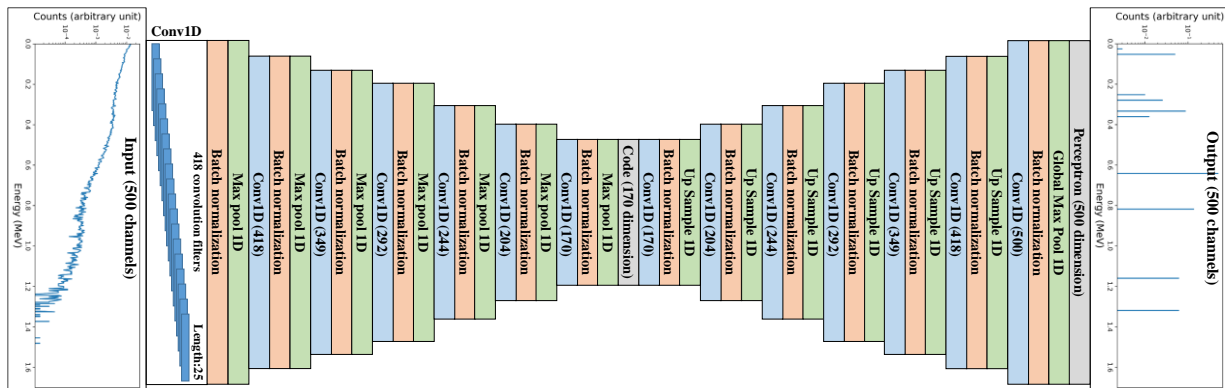 Counts (arbitrary unit)
10⁻⁴
10⁻³
10⁻²
0.0
0.2
0.4
0.6
0.8
1.0
1.2
1.4
1.6
Energy (MeV)
Input (500 channels)
Conv1D
418 convolution filters
Length:25
Batch normalization
Max pool 1D
Conv1D (418)
Batch normalization
Max pool 1D
Conv1D (349)
Batch normalization
Max pool 1D
Conv1D (292)
Batch normalization
Max pool 1D
Conv1D (244)
Batch normalization
Max pool 1D
Conv1D (204)
Batch normalization
Max pool 1D
Conv1D (170)
Batch normalization
Max pool 1D
Code (170 dimension)
Conv1D (170)
Batch normalization
Up Sample 1D
Conv1D (204)
Batch normalization
Up Sample 1D
Conv1D (244)
Batch normalization
Up Sample 1D
Conv1D (292)
Batch normalization
Up Sample 1D
Conv1D (349)
Batch normalization
Up Sample 1D
Conv1D (418)
Batch normalization
Up Sample 1D
Conv1D (500)
Batch normalization
Global Max Pool 1D
Perceptron (500 dimension)
Counts (arbitrary unit)
10⁻²
10⁻¹
0.0
0.2
0.4
0.6
0.8
1.0
1.2
1.4
1.6
Energy (MeV)
Output (500 channels)